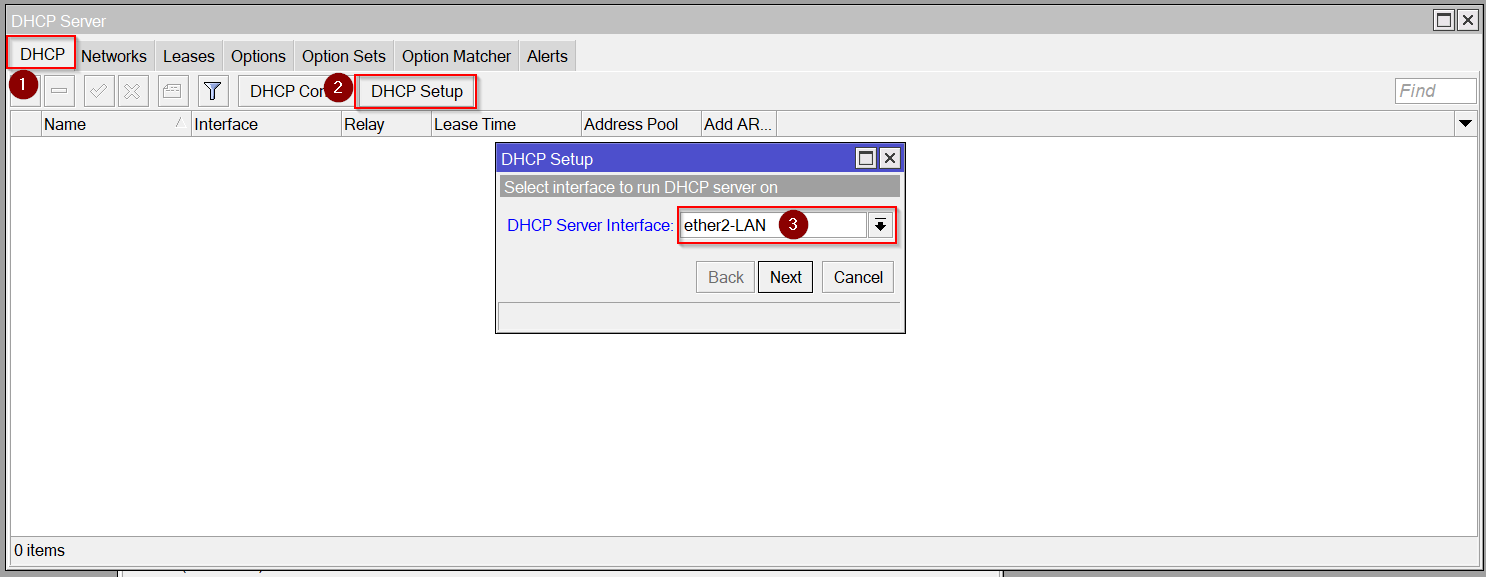 DHCP Server
DHCP Networks Leases Options Option Sets Option Matcher Alerts
1 2 DHCP Setup Find
Name Interface Relay Lease Time Address Pool Add AR...
DHCP Setup
Select interface to run DHCP server on
DHCP Server Interface: ether2-LAN 3
Back Next Cancel
0 items